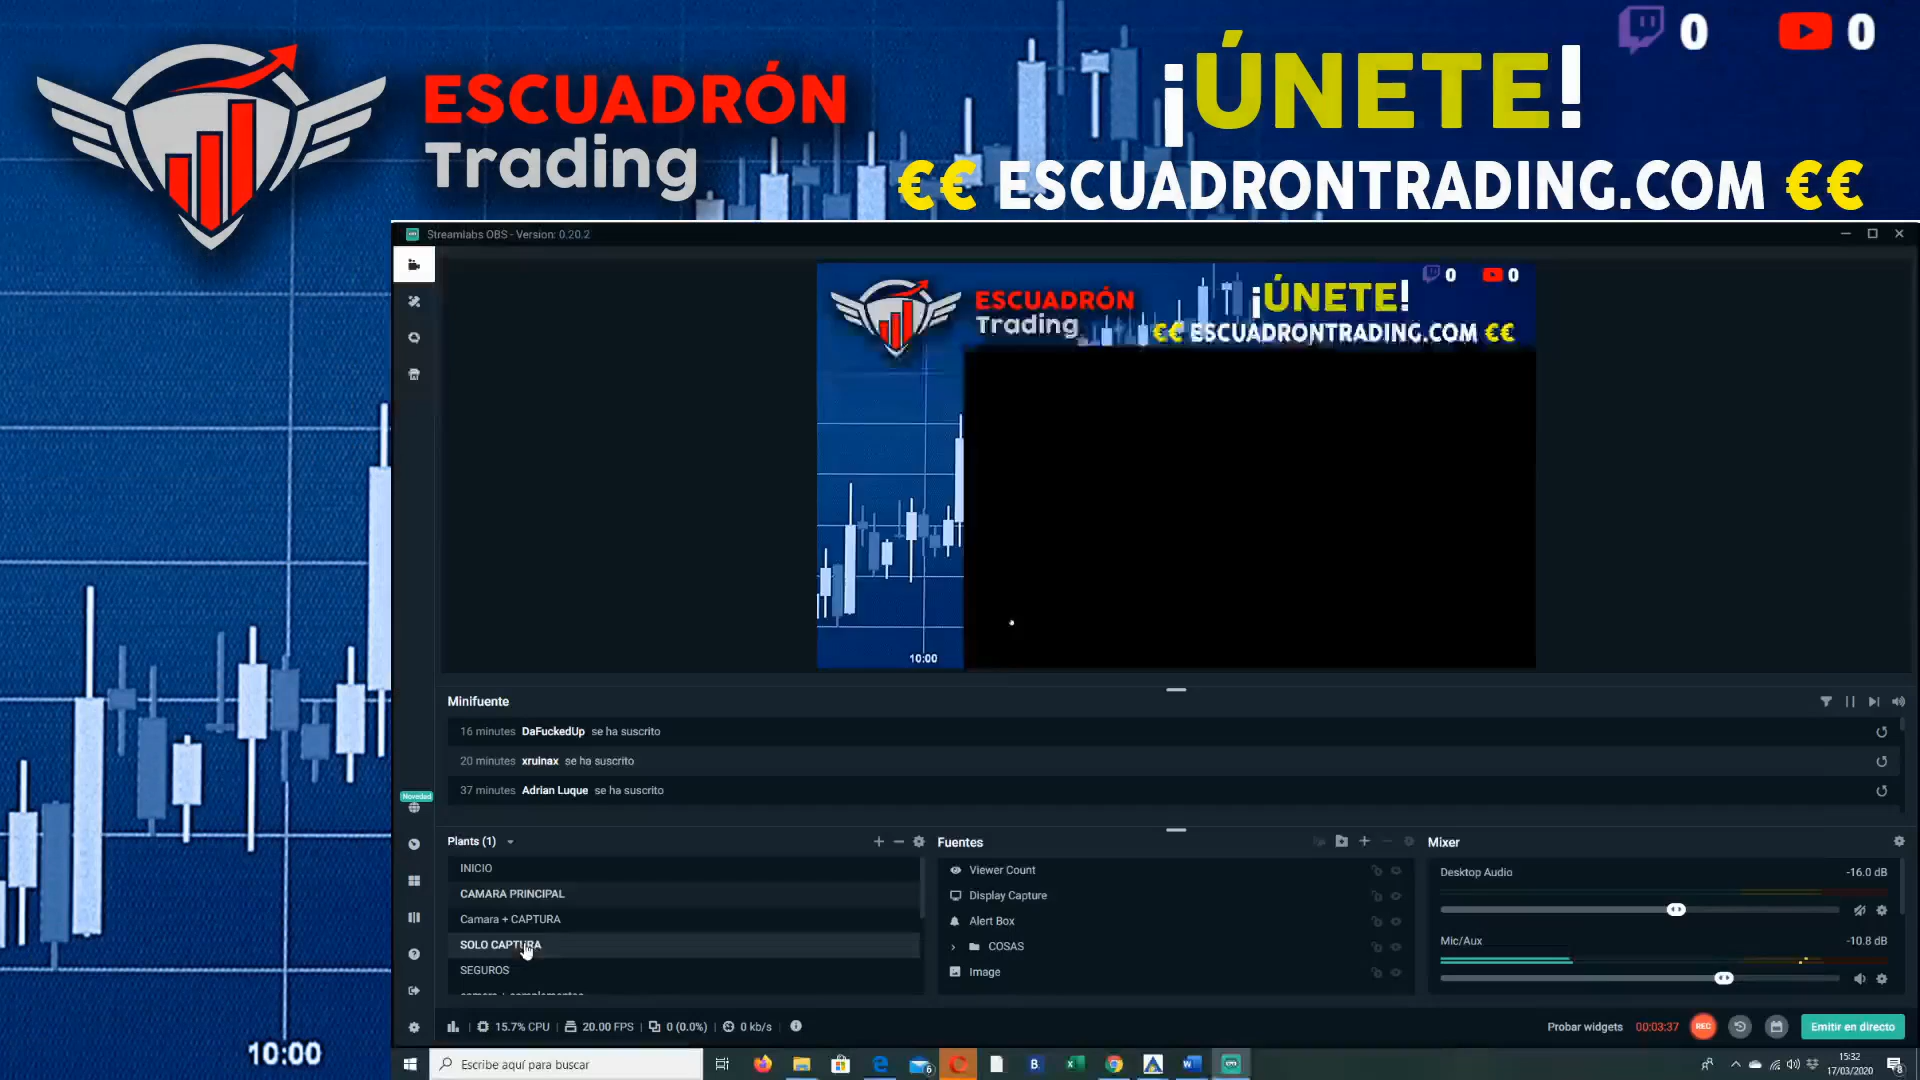 ESCUADRÓN
Trading
¡ÚNETE!
€€ ESCUADRONTRADING.COM €€
0
0
Streamlabs OBS - Version: 0.20.2
ESCUADRÓN
Trading
¡ÚNETE!
€€ ESCUADRONTRADING.COM €€
0
0
10:00
Minifuente
16 minutes DaFuckedUp se ha suscrito
20 minutes xruinax se ha suscrito
37 minutes Adrian Luque se ha suscrito
Novedad
Plants (1)
INICIO
CAMARA PRINCIPAL
Camara + CAPTURA
SOLO CAPTURA
SEGUROS
Fuentes
Viewer Count
Display Capture
Alert Box
COSAS
Image
Mixer
Desktop Audio -16.0 dB
Mic/Aux -10.8 dB
15.7% CPU 20.00 FPS 0 (0.0%) 0 kb/s
Probar widgets 00:03:37 REC Emitir en directo
10:00
Escribe aquí para buscar
15:32
17/03/2020